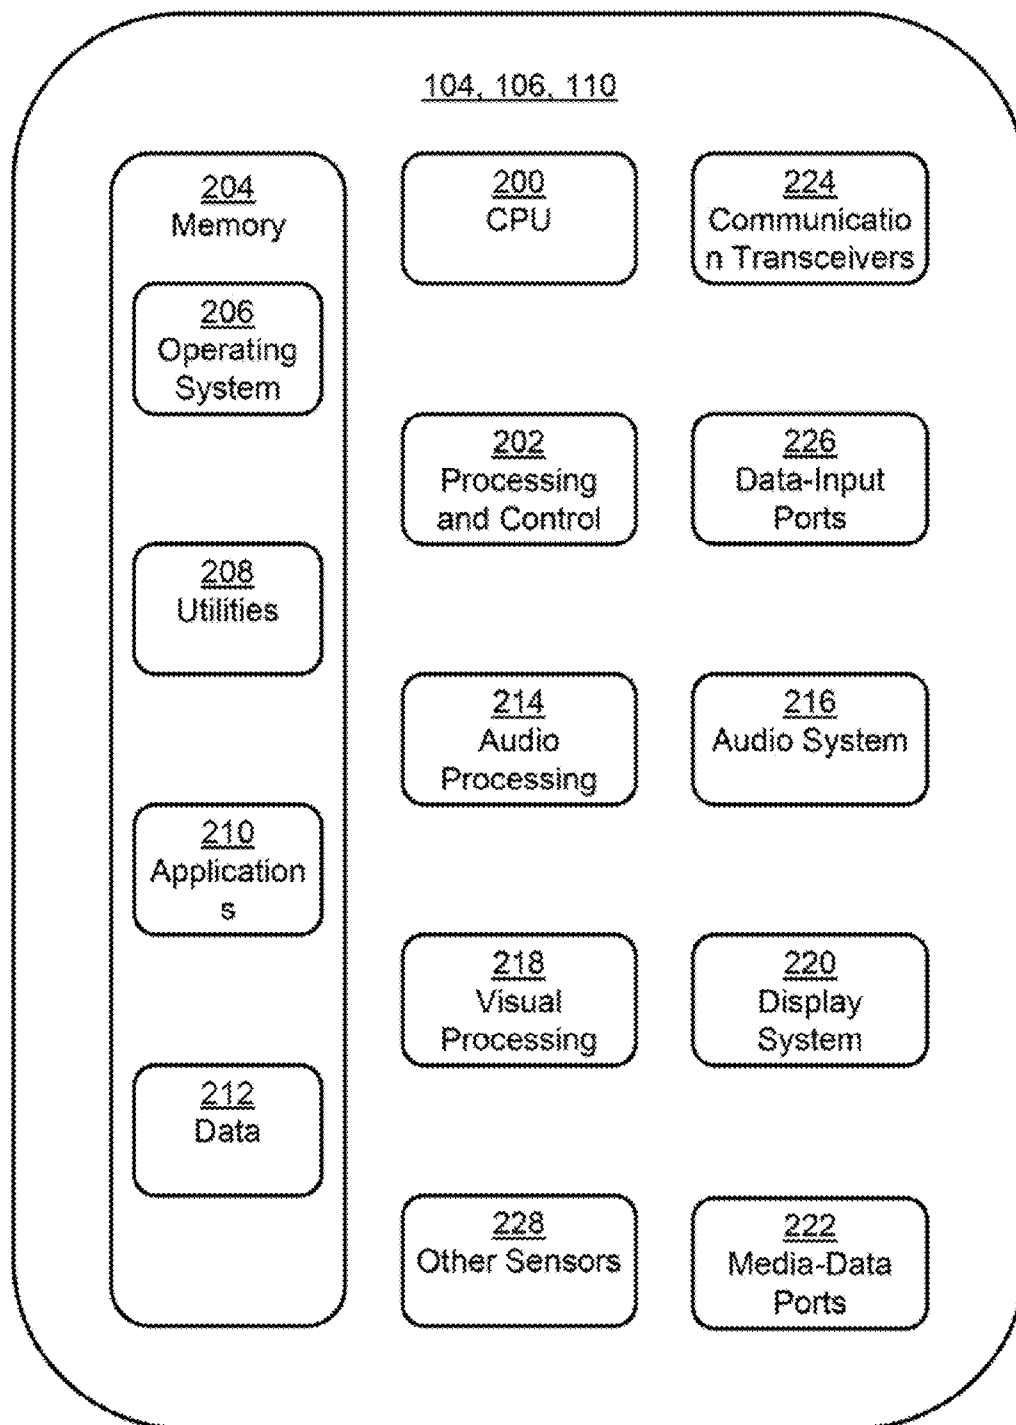 104, 106, 110
204
Memory
206
Operating
System
208
Utilities
210
Application
s
212
Data
200
CPU
202
Processing
and Control
214
Audio
Processing
218
Visual
Processing
228
Other Sensors
224
Communicatio
n Transceivers
226
Data-Input
Ports
216
Audio System
220
Display
System
222
Media-Data
Ports